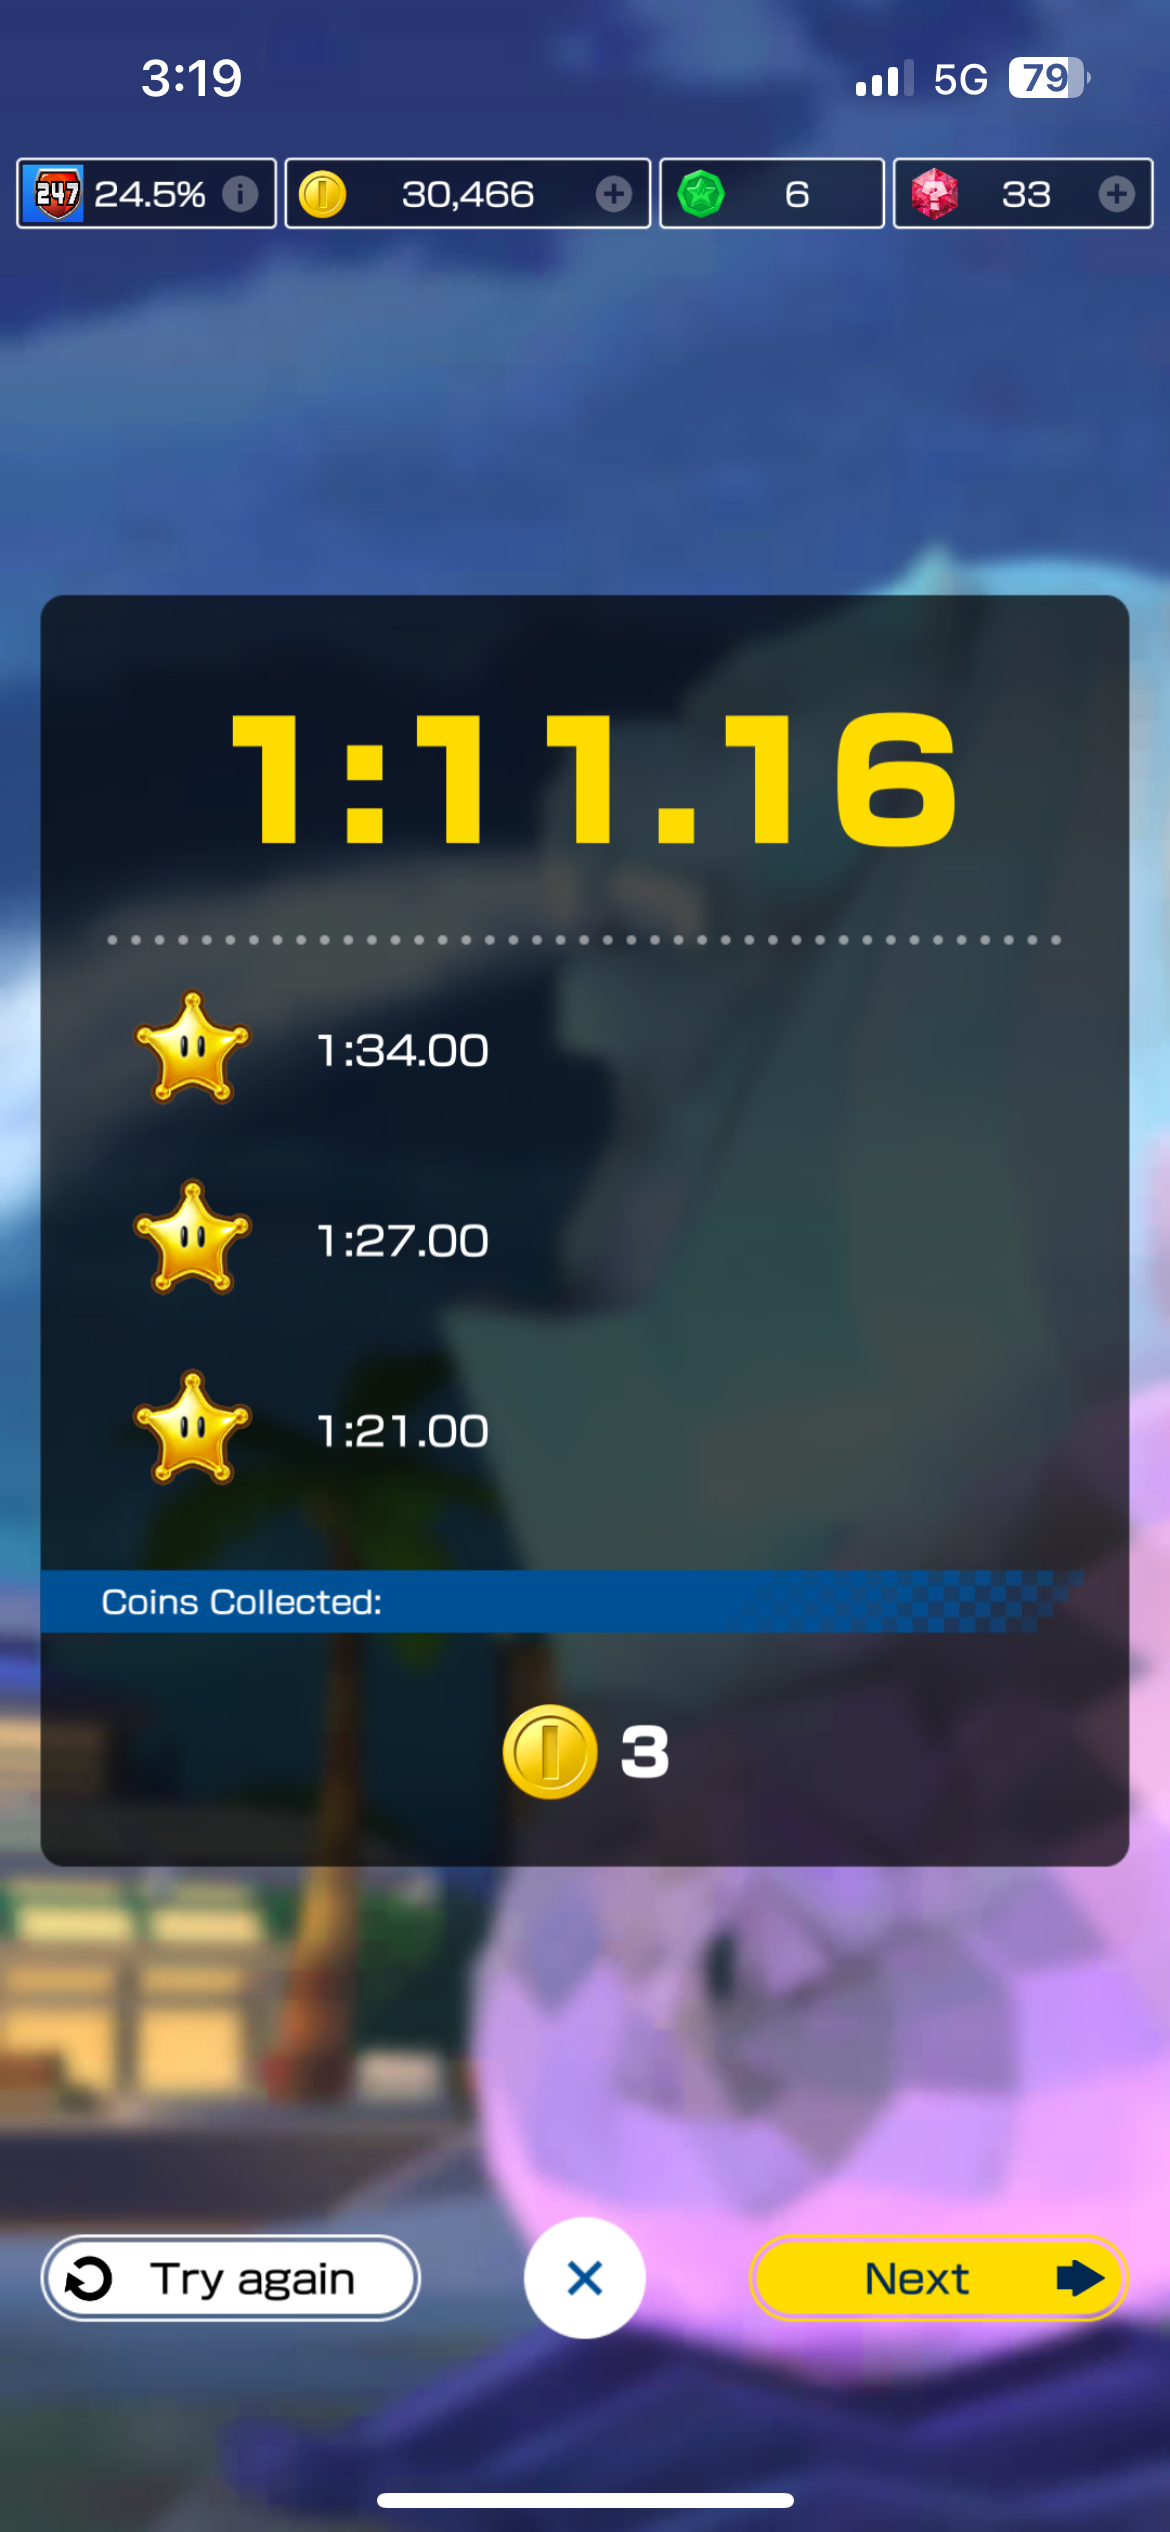 3:19 5G 79
247 24.5% i 30,466 + 6 ? 33 +
1:11.16
1:34.00
1:27.00
1:21.00
Coins Collected:
3
Try again × Next